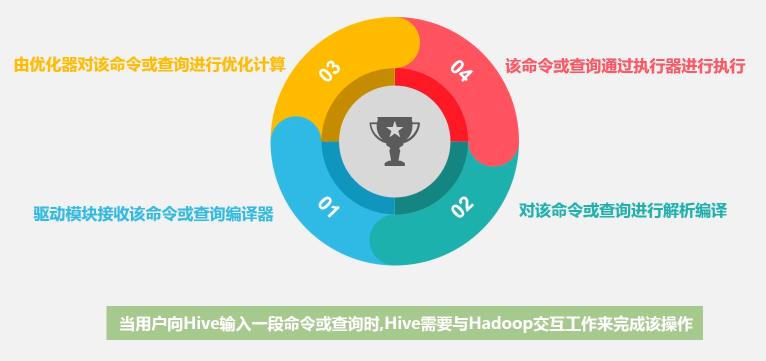 由优化器对该命令或查询进行优化计算
03
04
该命令或查询通过执行器进行执行
驱动模块接收该命令或查询编译器
01
02
对该命令或查询进行解析编译
当用户向Hive输入一段命令或查询时,Hive需要与Hadoop交互工作来完成该操作